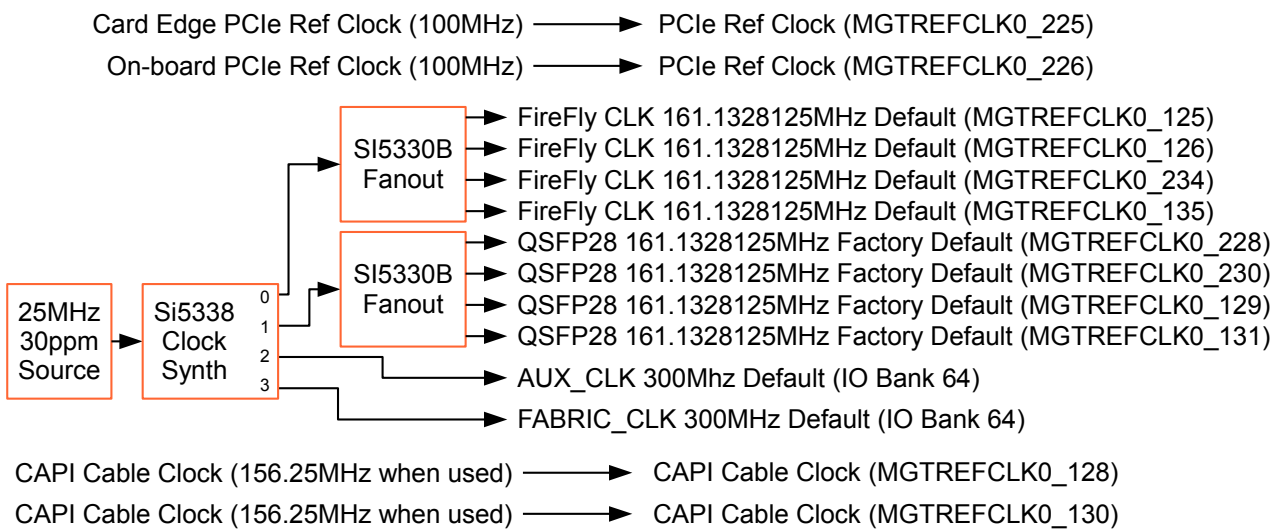 Card Edge PCIe Ref Clock (100MHz) PCIe Ref Clock (MGTREFCLK0_225)
On-board PCIe Ref Clock (100MHz) PCIe Ref Clock (MGTREFCLK0_226)
SI5330B
Fanout
FireFly CLK 161.1328125MHz Default (MGTREFCLK0_125)
FireFly CLK 161.1328125MHz Default (MGTREFCLK0_126)
FireFly CLK 161.1328125MHz Default (MGTREFCLK0_234)
FireFly CLK 161.1328125MHz Default (MGTREFCLK0_135)
SI5330B
Fanout
QSFP28 161.1328125MHz Factory Default (MGTREFCLK0_228)
QSFP28 161.1328125MHz Factory Default (MGTREFCLK0_230)
QSFP28 161.1328125MHz Factory Default (MGTREFCLK0_129)
QSFP28 161.1328125MHz Factory Default (MGTREFCLK0_131)
25MHz
30ppm
Source
Si5338
Clock
Synth
0
1
2
3
AUX_CLK 300Mhz Default (IO Bank 64)
FABRIC_CLK 300MHz Default (IO Bank 64)
CAPI Cable Clock (156.25MHz when used) CAPI Cable Clock (MGTREFCLK0_128)
CAPI Cable Clock (156.25MHz when used) CAPI Cable Clock (MGTREFCLK0_130)